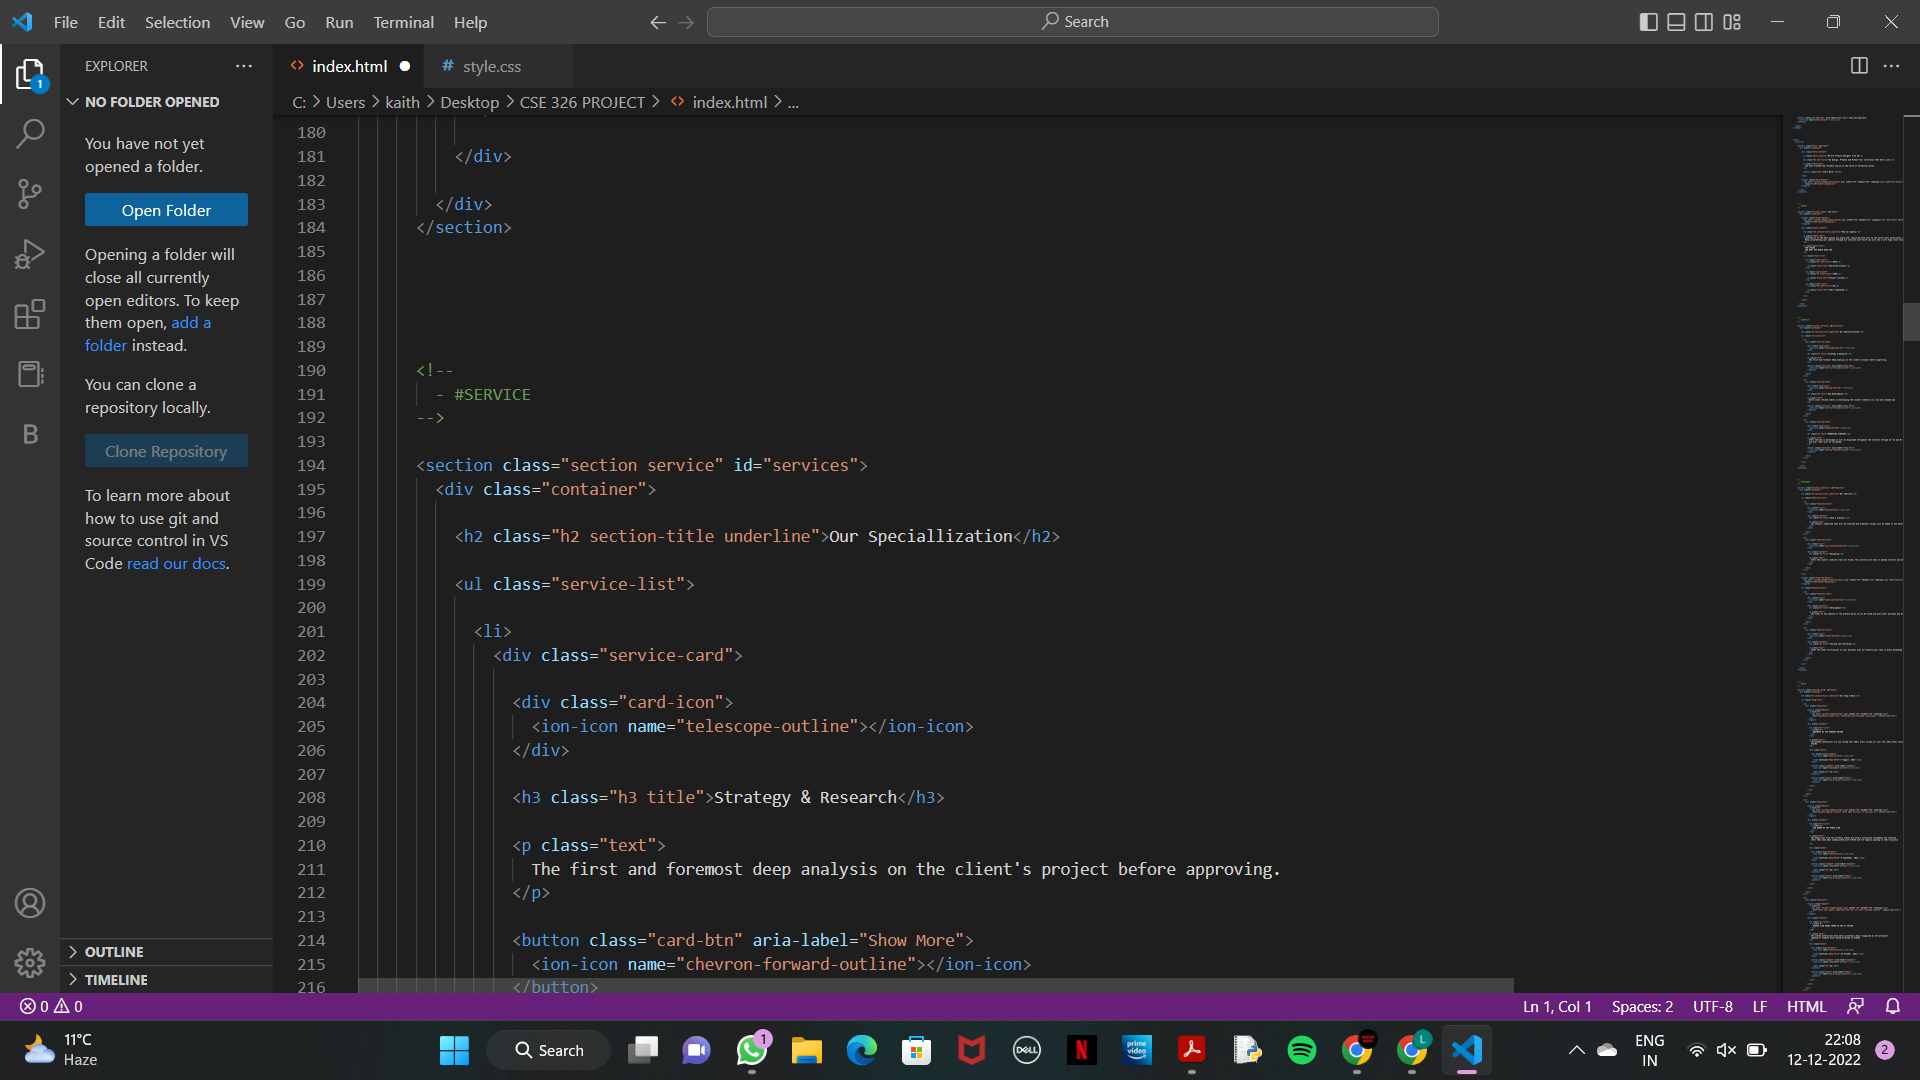 File Edit Selection View Go Run Terminal Help
Search
EXPLORER
index.html
style.css
NO FOLDER OPENED
C: Users kaith Desktop CSE 326 PROJECT index.html ...
You have not yet
opened a folder.
Open Folder
Opening a folder will
close all currently
open editors. To keep
them open, add a
folder instead.
You can clone a
repository locally.
Clone Repository
To learn more about
how to use git and
source control in VS
Code read our docs.
OUTLINE
TIMELINE
180
181 </div>
182
183 </div>
184 </section>
185
186
187
188
189
190 <!--
191 - #SERVICE
192 -->
193
194 <section class="section service" id="services">
195 <div class="container">
196
197 <h2 class="h2 section-title underline">Our Speciallization</h2>
198
199 <ul class="service-list">
200
201 <li>
202 <div class="service-card">
203
204 <div class="card-icon">
205 <ion-icon name="telescope-outline"></ion-icon>
206 </div>
207
208 <h3 class="h3 title">Strategy & Research</h3>
209
210 <p class="text">
211 The first and foremost deep analysis on the client's project before approving.
212 </p>
213
214 <button class="card-btn" aria-label="Show More">
215 <ion-icon name="chevron-forward-outline"></ion-icon>
216 </button>
0 0
Ln 1, Col 1 Spaces: 2 UTF-8 LF HTML
11°C
Haze
Search
1
DELL
N
prime video
L
ENG
IN
22:08
12-12-2022
2